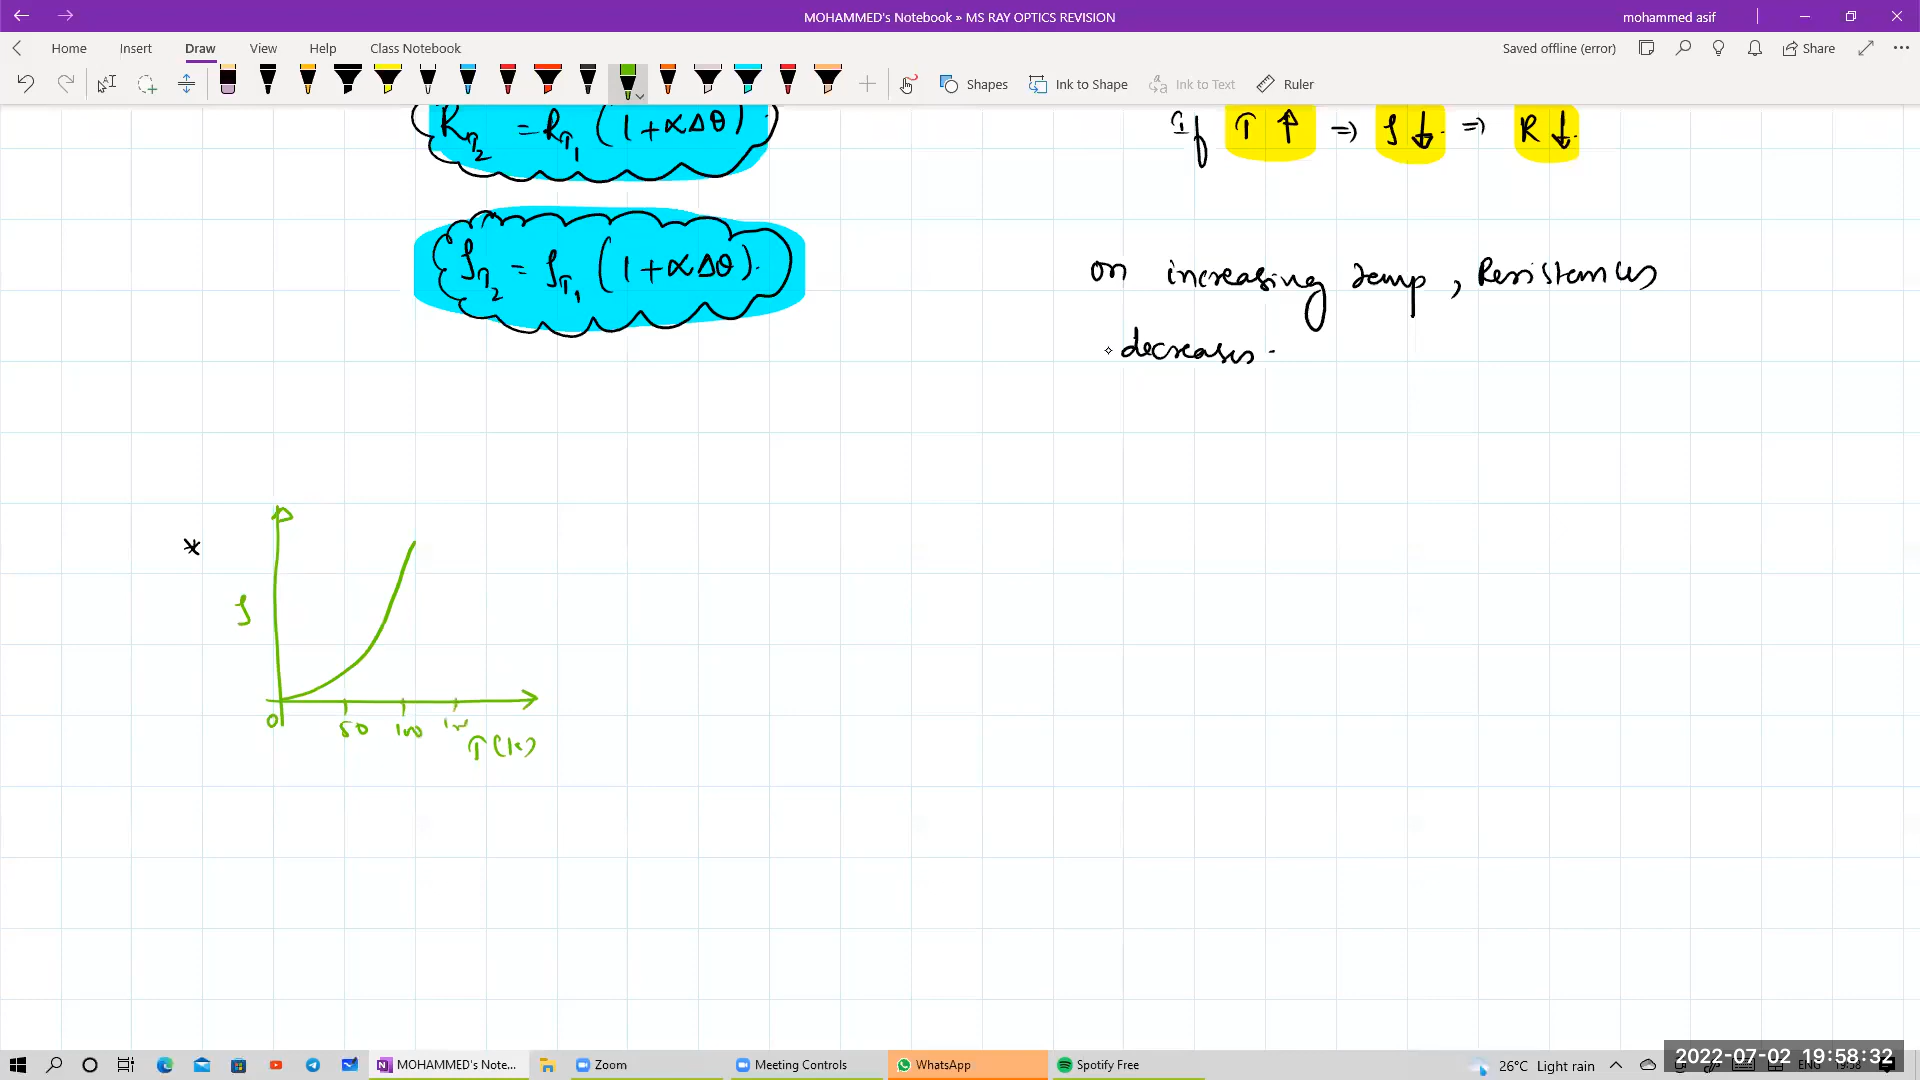 MOHAMMED's Notebook » MS RAY OPTICS REVISION
mohammed asif
Home Insert Draw View Help Class Notebook
Saved offline (error)
Share
Shapes
Ink to Shape
Ink to Text
Ruler
R_T2 = R_T1 (1+α∆θ)
If T ↑ ⇒ ρ ↓ ⇒ R ↓
ρ_T2 = ρ_T1 (1+α∆θ).
on increasing temp, Resistances
decreases.
*
ρ
0 50 100
T(K)
MOHAMMED's Note...
Zoom
Meeting Controls
WhatsApp
Spotify Free
26°C Light rain
2022-07-02 19:58:32